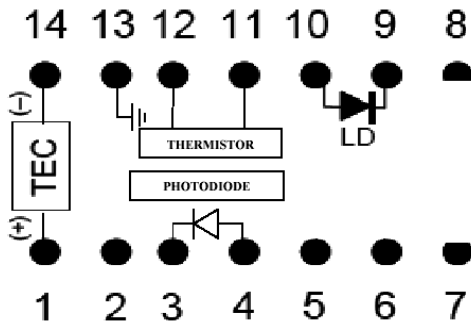 14 13 12 11 10 9 8
(-)
TEC
(+)
THERMISTOR
LD
PHOTODIODE
1 2 3 4 5 6 7